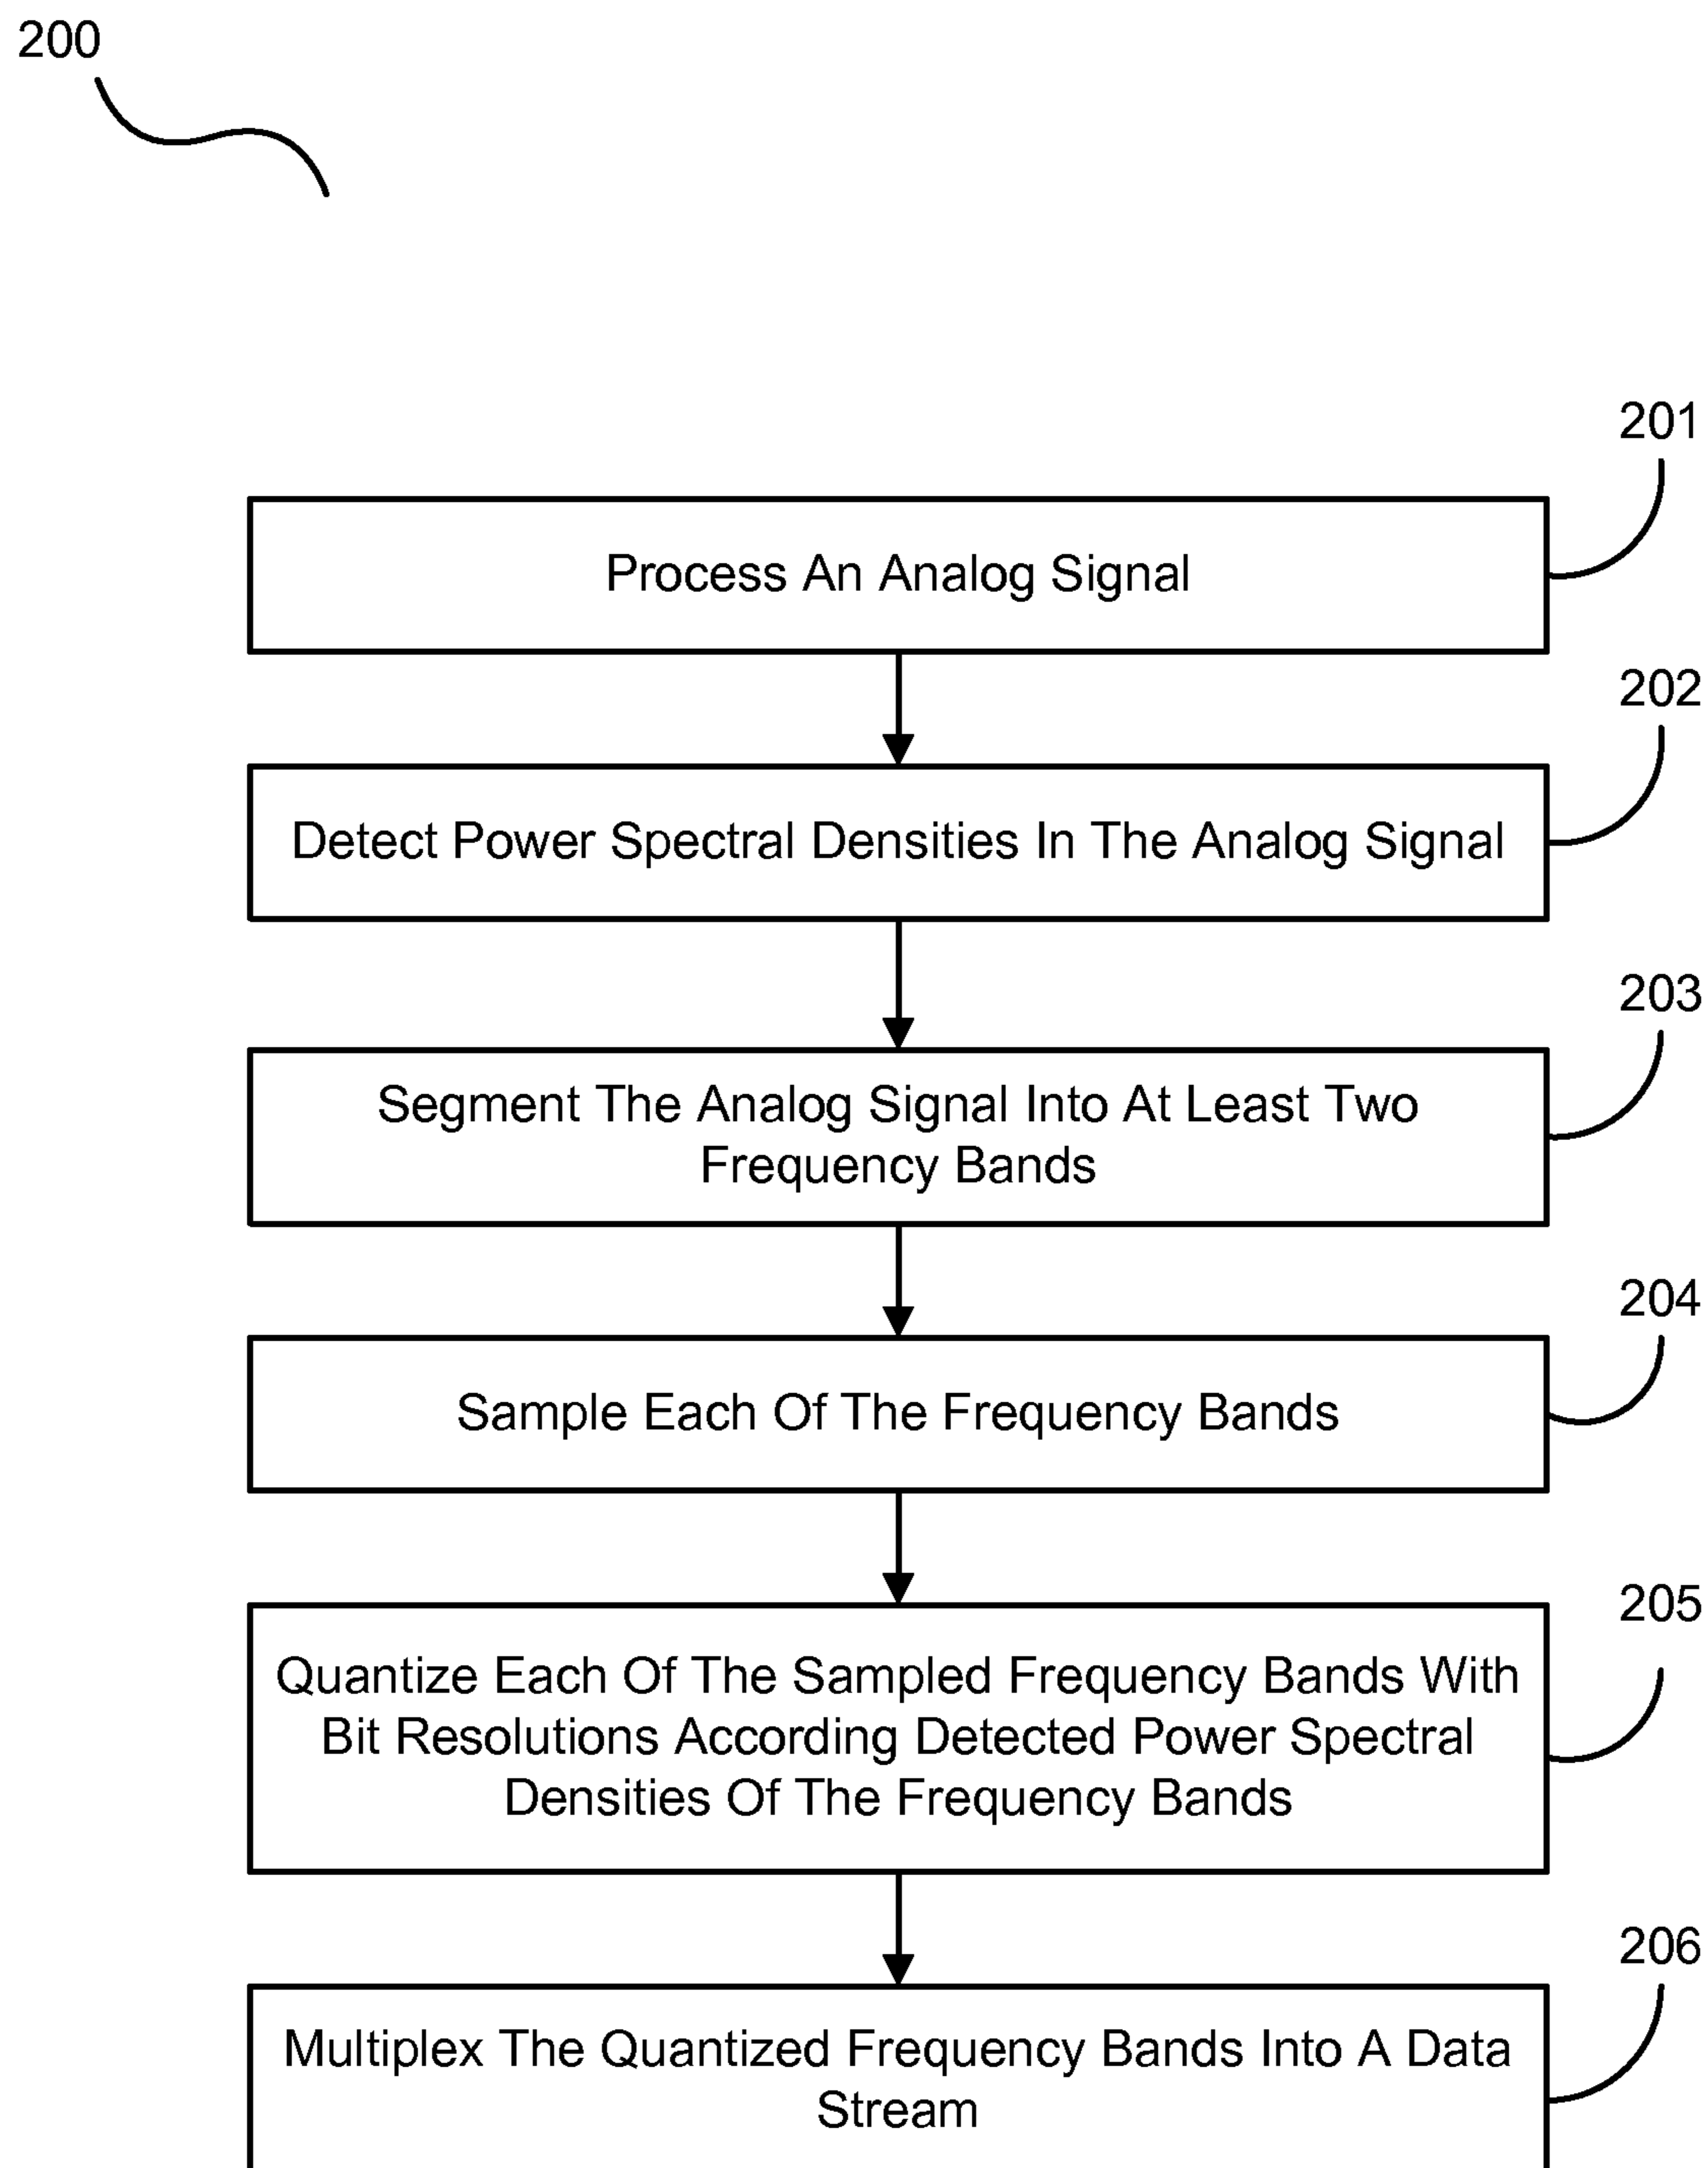 200
201
Process An Analog Signal
202
Detect Power Spectral Densities In The Analog Signal
203
Segment The Analog Signal Into At Least Two
Frequency Bands
204
Sample Each Of The Frequency Bands
205
Quantize Each Of The Sampled Frequency Bands With
Bit Resolutions According Detected Power Spectral
Densities Of The Frequency Bands
206
Multiplex The Quantized Frequency Bands Into A Data
Stream